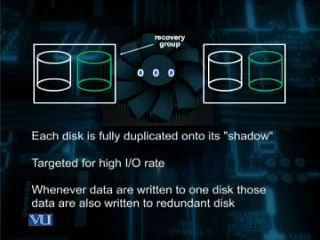 recovery
group
o o o
Each disk is fully duplicated onto its "shadow"
Targeted for high I/O rate
Whenever data are written to one disk those
data are also written to redundant disk
VU